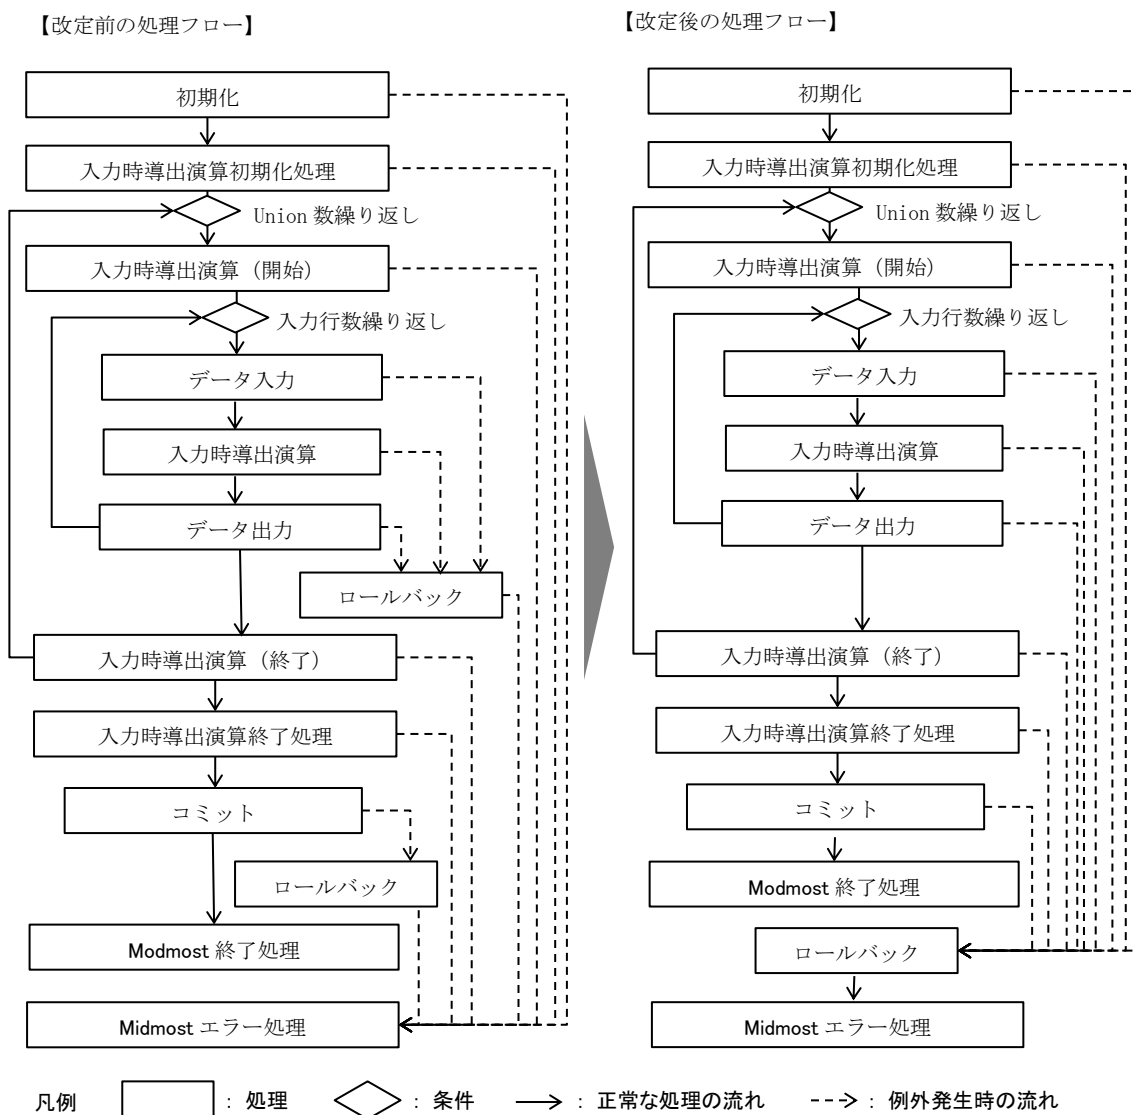 【改定前の処理フロー】
初期化
入力時導出演算初期化処理
Union 数繰り返し
入力時導出演算（開始）
入力行数繰り返し
データ入力
入力時導出演算
データ出力
ロールバック
入力時導出演算（終了）
入力時導出演算終了処理
コミット
ロールバック
Modmost 終了処理
Midmost エラー処理
【改定後の処理フロー】
初期化
入力時導出演算初期化処理
Union 数繰り返し
入力時導出演算（開始）
入力行数繰り返し
データ入力
入力時導出演算
データ出力
入力時導出演算（終了）
入力時導出演算終了処理
コミット
Modmost 終了処理
ロールバック
Midmost エラー処理
凡例 ：処理 ：条件 ：正常な処理の流れ ：例外発生時の流れ